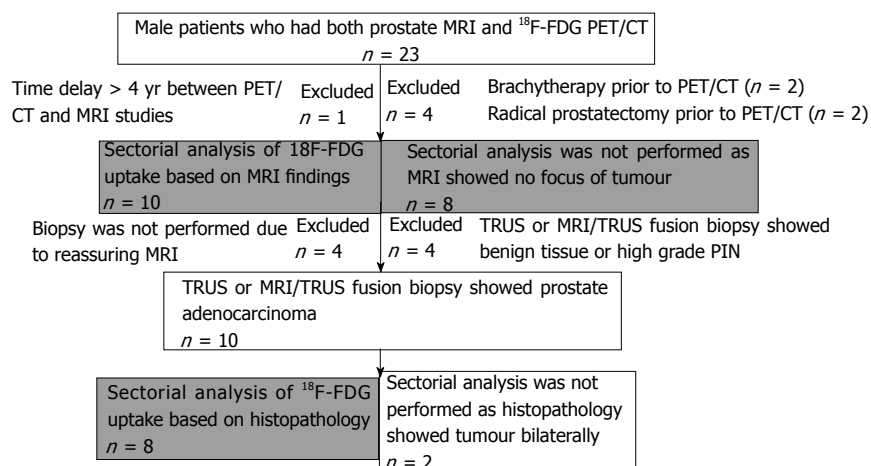 Male patients who had both prostate MRI and ¹⁸F-FDG PET/CT
n = 23
Time delay > 4 yr between PET/
CT and MRI studies
Excluded
n = 1
Excluded
n = 4
Brachytherapy prior to PET/CT (n = 2)
Radical prostatectomy prior to PET/CT (n = 2)
Sectorial analysis of 18F-FDG
uptake based on MRI findings
n = 10
Sectorial analysis was not performed as
MRI showed no focus of tumour
n = 8
Biopsy was not performed due
to reassuring MRI
Excluded
n = 4
Excluded
n = 4
TRUS or MRI/TRUS fusion biopsy showed
benign tissue or high grade PIN
TRUS or MRI/TRUS fusion biopsy showed prostate
adenocarcinoma
n = 10
Sectorial analysis of ¹⁸F-FDG
uptake based on histopathology
n = 8
Sectorial analysis was not
performed as histopathology
showed tumour bilaterally
n = 2